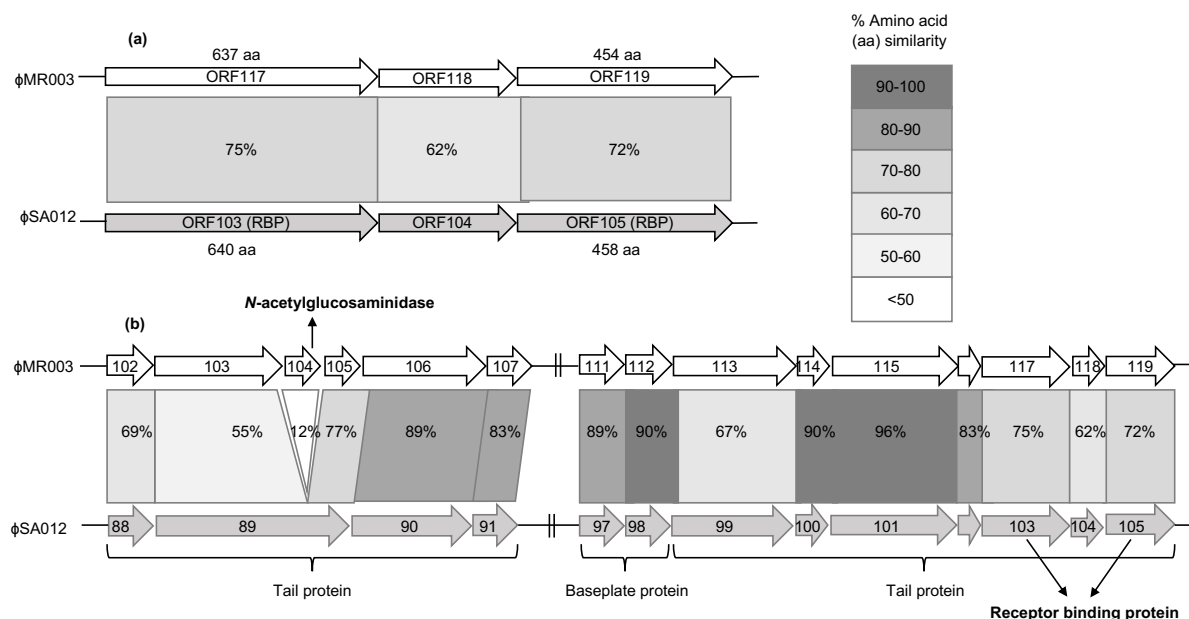 (a)
% Amino acid
(aa) similarity
637 aa
454 aa
ϕMR003
ORF117
ORF118
ORF119
90-100
80-90
75%
62%
72%
70-80
60-70
ϕSA012
ORF103 (RBP)
ORF104
ORF105 (RBP)
640 aa
458 aa
50-60
<50
N-acetylglucosaminidase
(b)
ϕMR003
102
103
104
105
106
107
111
112
113
114
115
117
118
119
69%
55%
12%
77%
89%
83%
89%
90%
67%
90%
96%
83%
75%
62%
72%
ϕSA012
88
89
90
91
97
98
99
100
101
103
104
105
Tail protein
Baseplate protein
Tail protein
Receptor binding protein